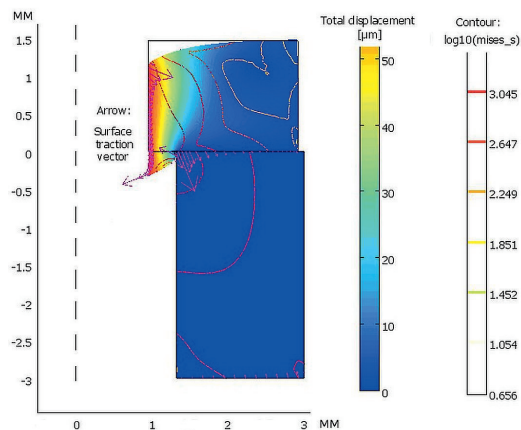 MM
Total displacement
[µm]
Contour:
log10(mises_s)
1.5
1
0.5
0
-0.5
-1
-1.5
-2
-2.5
-3
Arrow:
Surface
traction
vector
50
40
30
20
10
0
3.045
2.647
2.249
1.851
1.452
1.054
0.656
0
1
2
3
MM